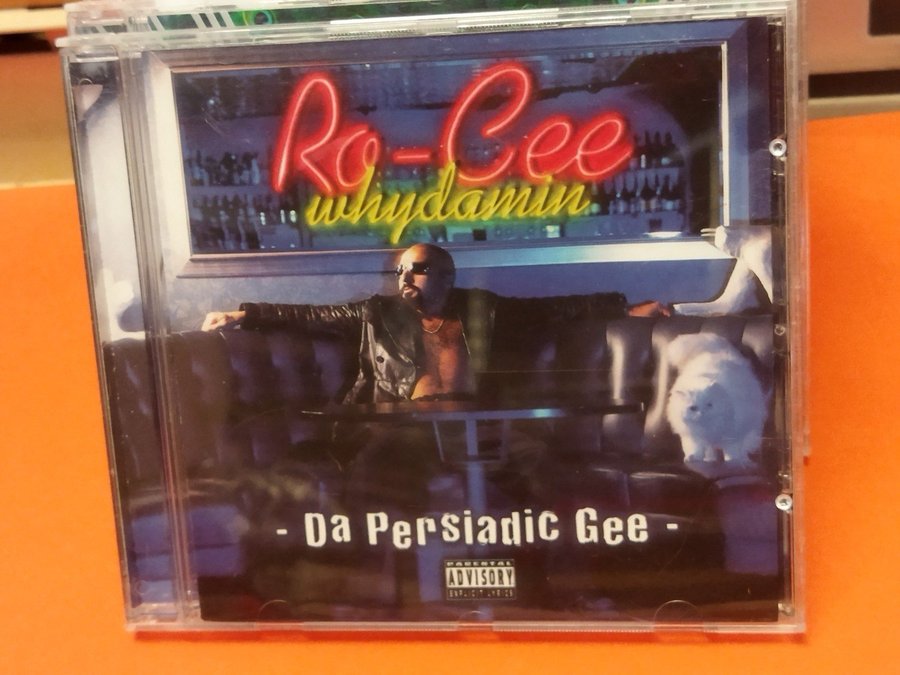 Ro-Cee
whydamin
- Da Persiadic Gee -
PARENTAL
ADVISORY
EXPLICIT LYRICS